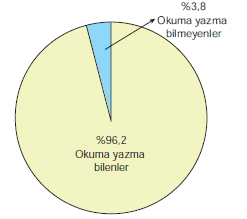 %3,8
Okuma yazma
bilmeyenler
%96,2
Okuma yazma
bilenler